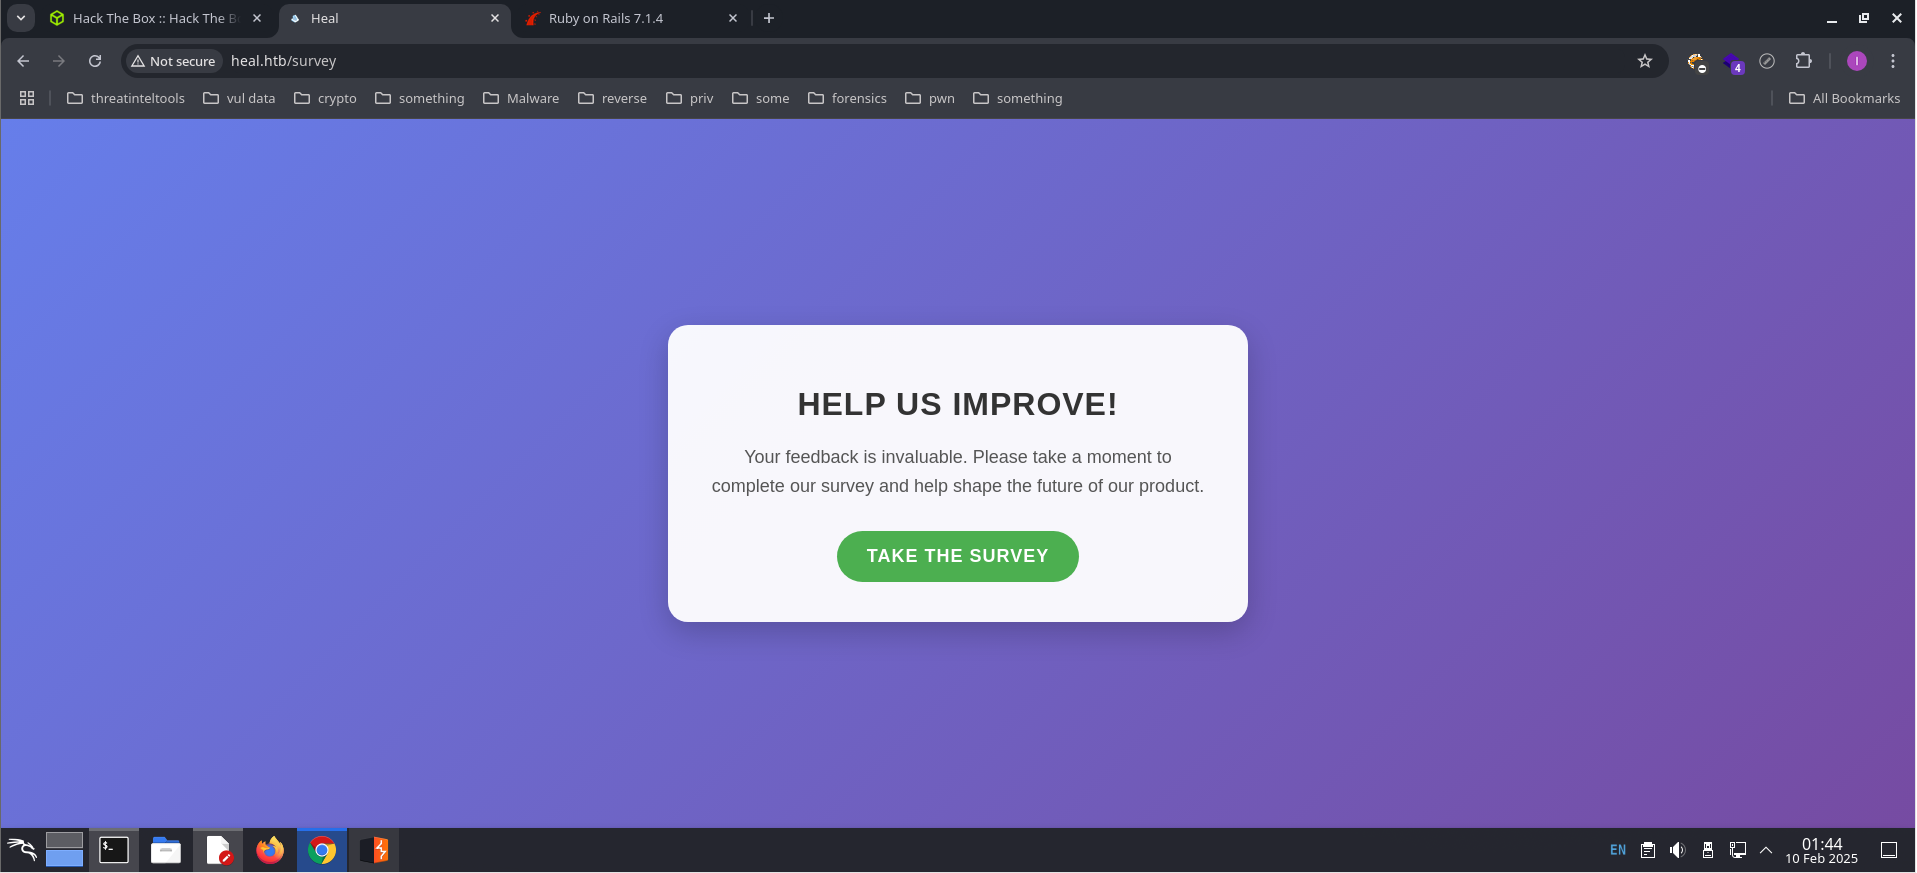 Hack The Box :: Hack The B
Heal
Ruby on Rails 7.1.4
Not secure
heal.htb/survey
4
I
threatinteltools
vul data
crypto
something
Malware
reverse
priv
some
forensics
pwn
something
All Bookmarks
HELP US IMPROVE!
Your feedback is invaluable. Please take a moment to
complete our survey and help shape the future of our product.
TAKE THE SURVEY
$_
EN
01:44
10 Feb 2025